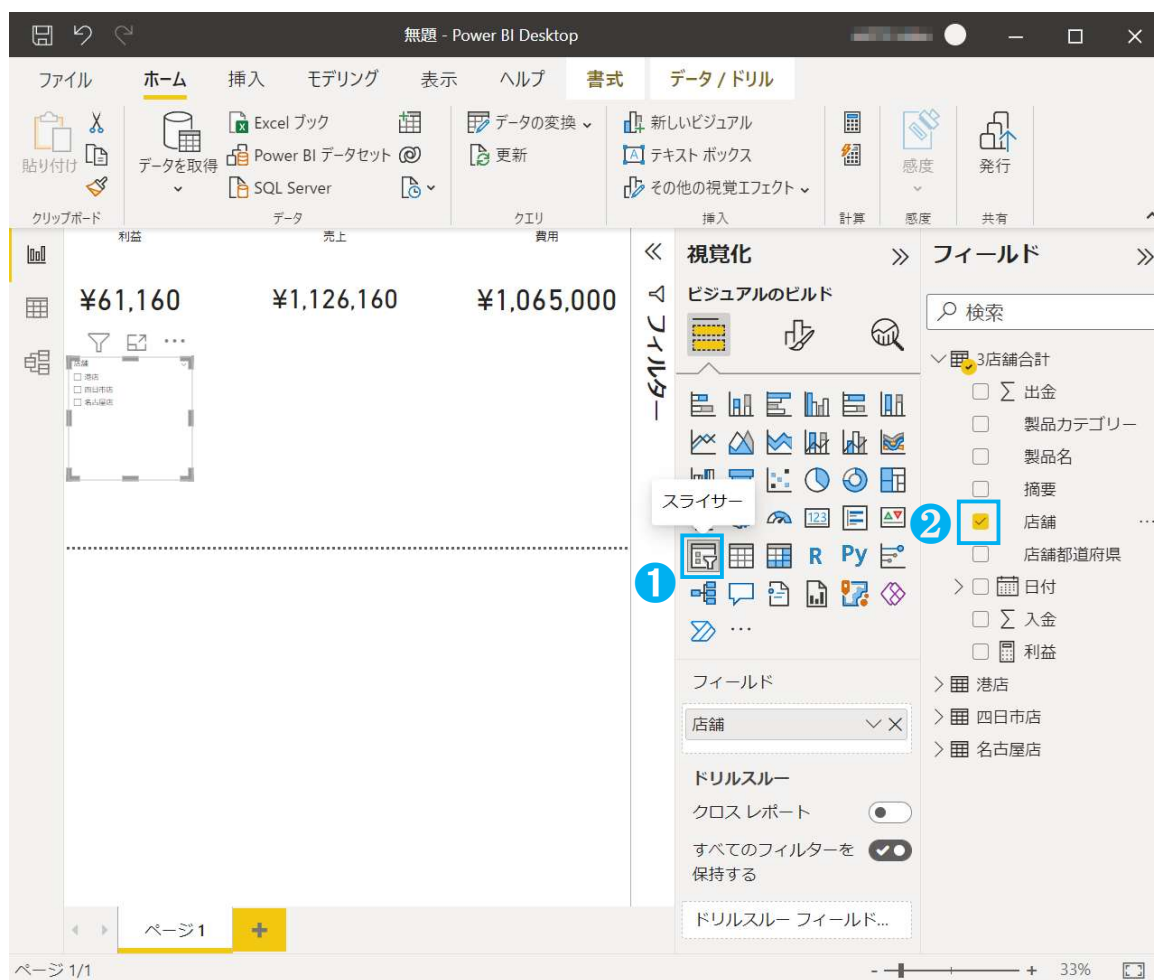 無題 - Power BI Desktop
ファイル ホーム 挿入 モデリング 表示 ヘルプ 書式 データ / ドリル
貼り付け
データを取得
Excel ブック
Power BI データセット
SQL Server
データの変換
更新
新しいビジュアル
テキスト ボックス
その他の視覚エフェクト
感度
発行
クリップボード データ クエリ 挿入 計算 感度 共有
利益 売上 費用
¥61,160 ¥1,126,160 ¥1,065,000
店舗
港店
四日市店
名古屋店
フィルター
視覚化
ビジュアルのビルド
123
スライサー
R Py
1
フィールド
店舗
ドリルスルー
クロス レポート
すべてのフィルターを
保持する
ドリルスルー フィールド...
フィールド
検索
3店舗合計
出金
製品カテゴリー
製品名
摘要
2
店舗
店舗都道府県
日付
入金
利益
港店
四日市店
名古屋店
ページ 1
ページ 1/1
- + 33%